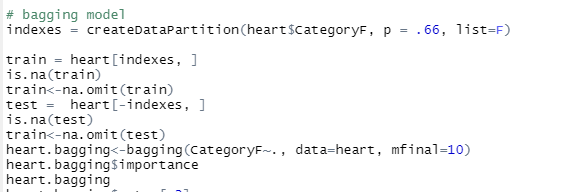 # bagging model
indexes = createDataPartition(heart$CategoryF, p = .66, list=F)
train = heart[indexes, ]
is.na(train)
train<-na.omit(train)
test =  heart[-indexes, ]
is.na(test)
train<-na.omit(test)
heart.bagging<-bagging(CategoryF~., data=heart, mfinal=10)
heart.bagging$importance
heart.bagging